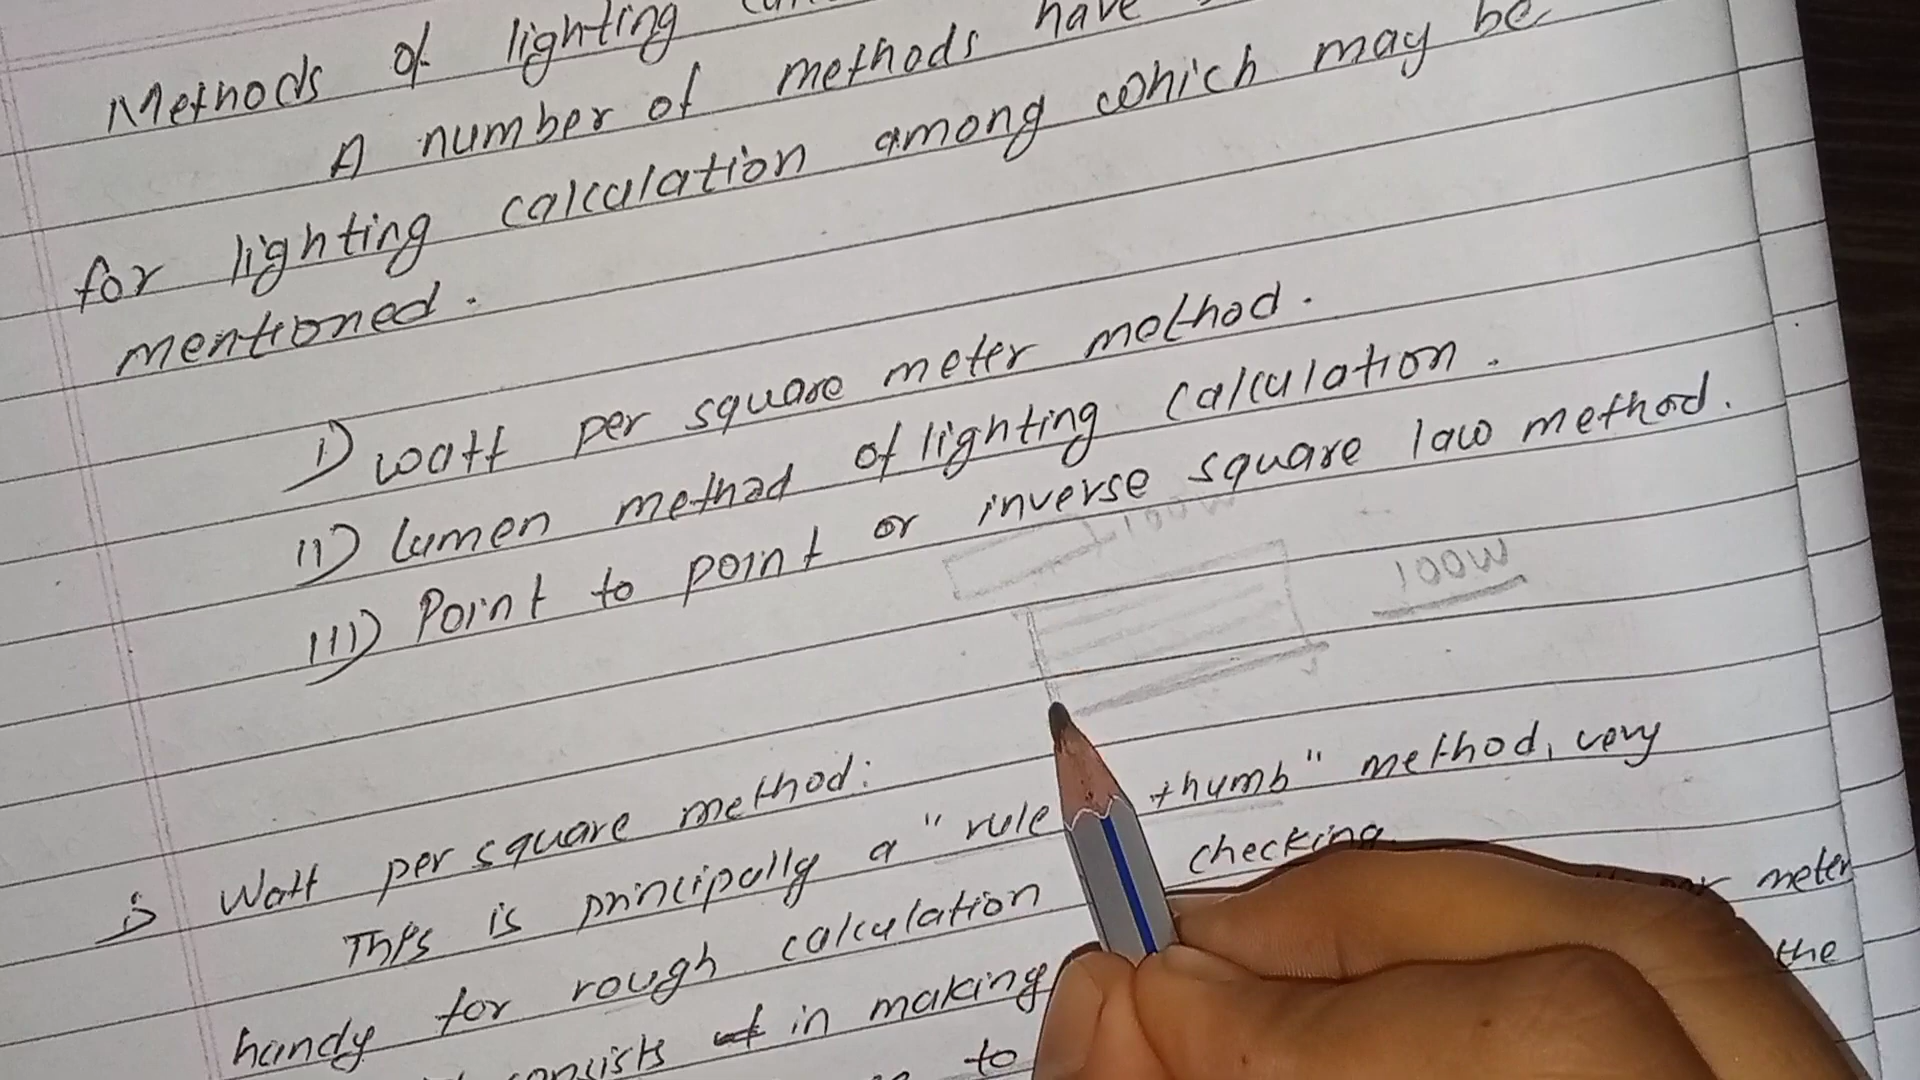 Methods of lighting
A number of methods have
for lighting calculation among which may be
mentioned.
i) watt per square meter method.
ii) Lumen method of lighting calculation.
iii) Point to point or inverse square law method.
100W
100W
i) Watt per square method:
This is principally a "rule thumb" method, very
handy for rough calculation checking.
consists in making meter
to the